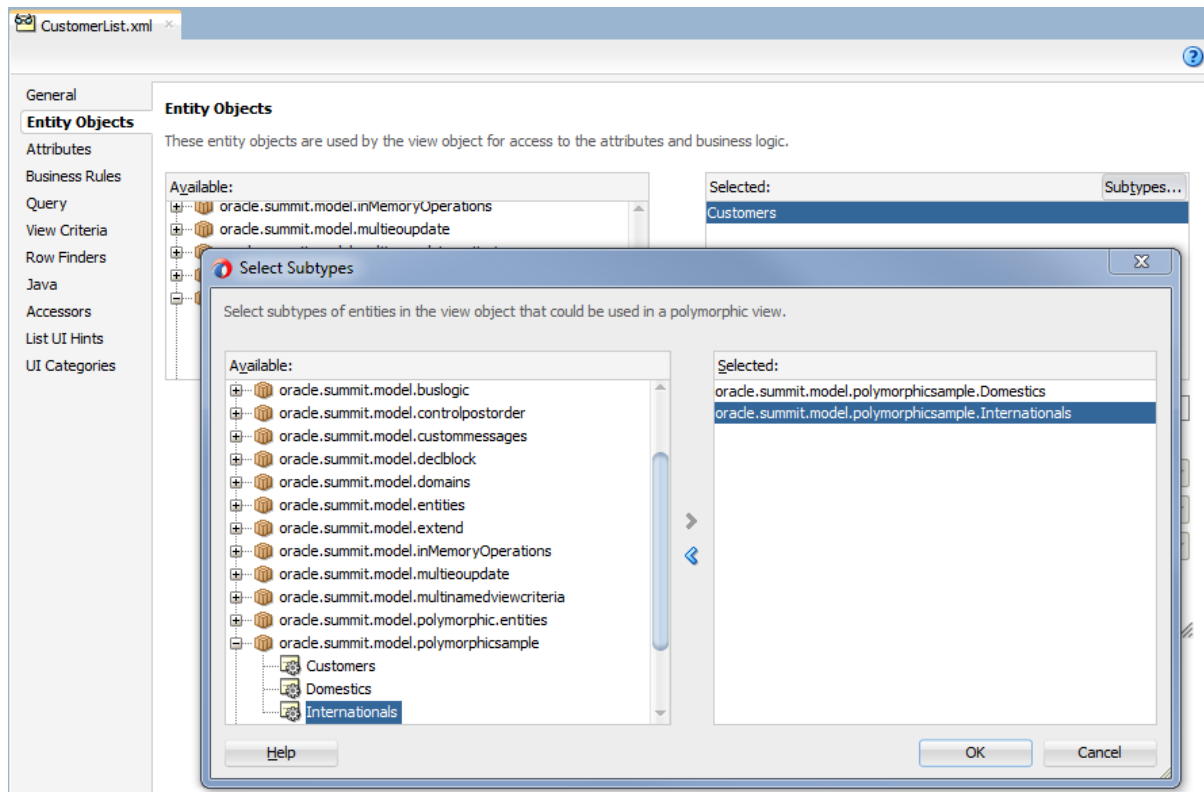 CustomerList.xml
General
Entity Objects
Attributes
Business Rules
Query
View Criteria
Row Finders
Java
Accessors
List UI Hints
UI Categories
Entity Objects
These entity objects are used by the view object for access to the attributes and business logic.
Available:
oracle.summit.model.inMemoryOperations
oracle.summit.model.multieoupdate
Selected:
Subtypes...
Customers
Select Subtypes
Select subtypes of entities in the view object that could be used in a polymorphic view.
Available:
oracle.summit.model.buslogic
oracle.summit.model.controlpostorder
oracle.summit.model.custommessages
oracle.summit.model.declblock
oracle.summit.model.domains
oracle.summit.model.entities
oracle.summit.model.extend
oracle.summit.model.inMemoryOperations
oracle.summit.model.multieoupdate
oracle.summit.model.multinamedviewcriteria
oracle.summit.model.polymorphic.entities
oracle.summit.model.polymorphicsample
Customers
Domestics
Internationals
Selected:
oracle.summit.model.polymorphicsample.Domestics
oracle.summit.model.polymorphicsample.Internationals
Help
OK
Cancel